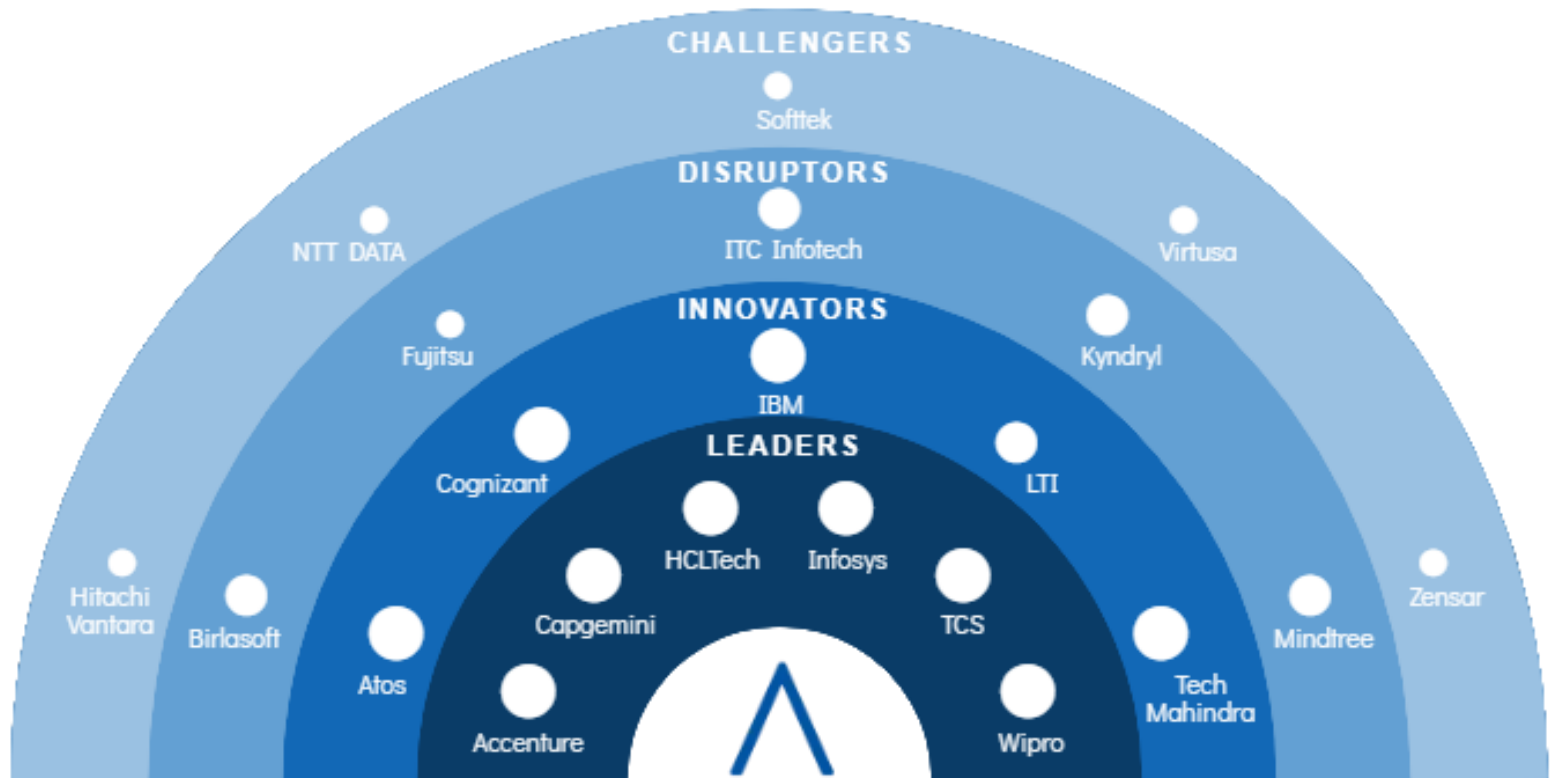 CHALLENGERS
Softtek
NTT DATA
Virtusa
Hitachi
Vantara
Zensar
DISRUPTORS
ITC Infotech
Fujitsu
Kyndryl
Birlasoft
Mindtree
INNOVATORS
IBM
Cognizant
LTI
Atos
Tech
Mahindra
LEADERS
HCLTech
Infosys
Capgemini
TCS
Accenture
Wipro